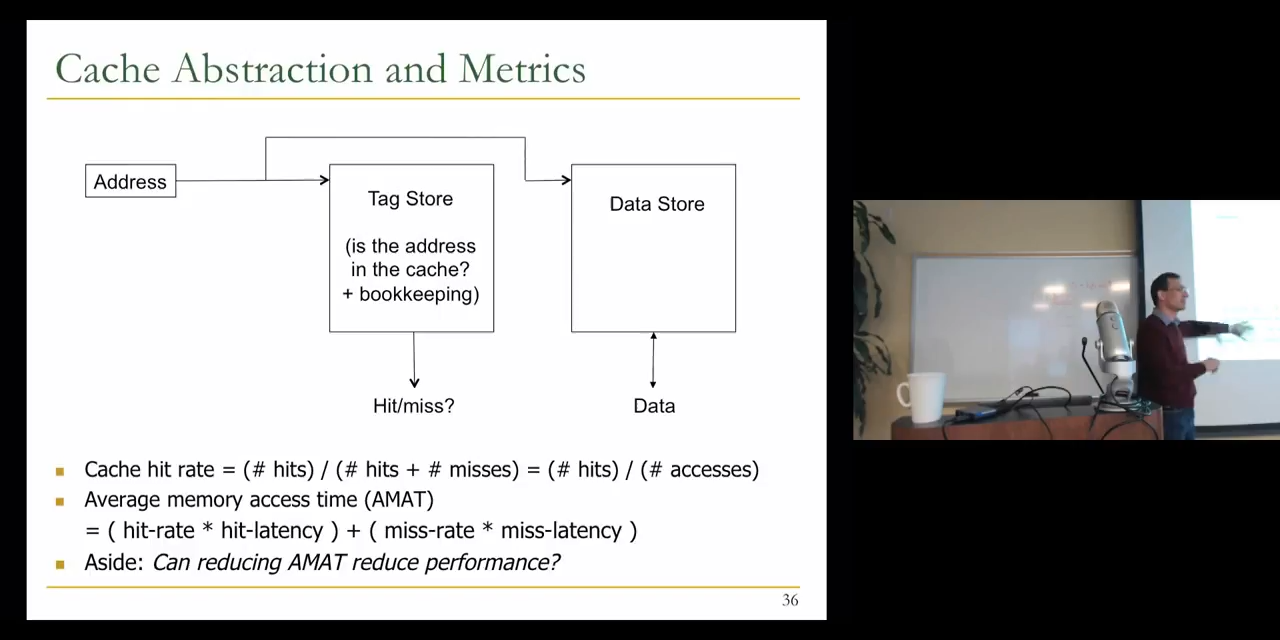 Cache Abstraction and Metrics
Address
Tag Store
(is the address
in the cache?
+ bookkeeping)
Data Store
Hit/miss?
Data
Cache hit rate = (# hits) / (# hits + # misses) = (# hits) / (# accesses)
Average memory access time (AMAT)
= ( hit-rate * hit-latency ) + ( miss-rate * miss-latency )
Aside: Can reducing AMAT reduce performance?
36